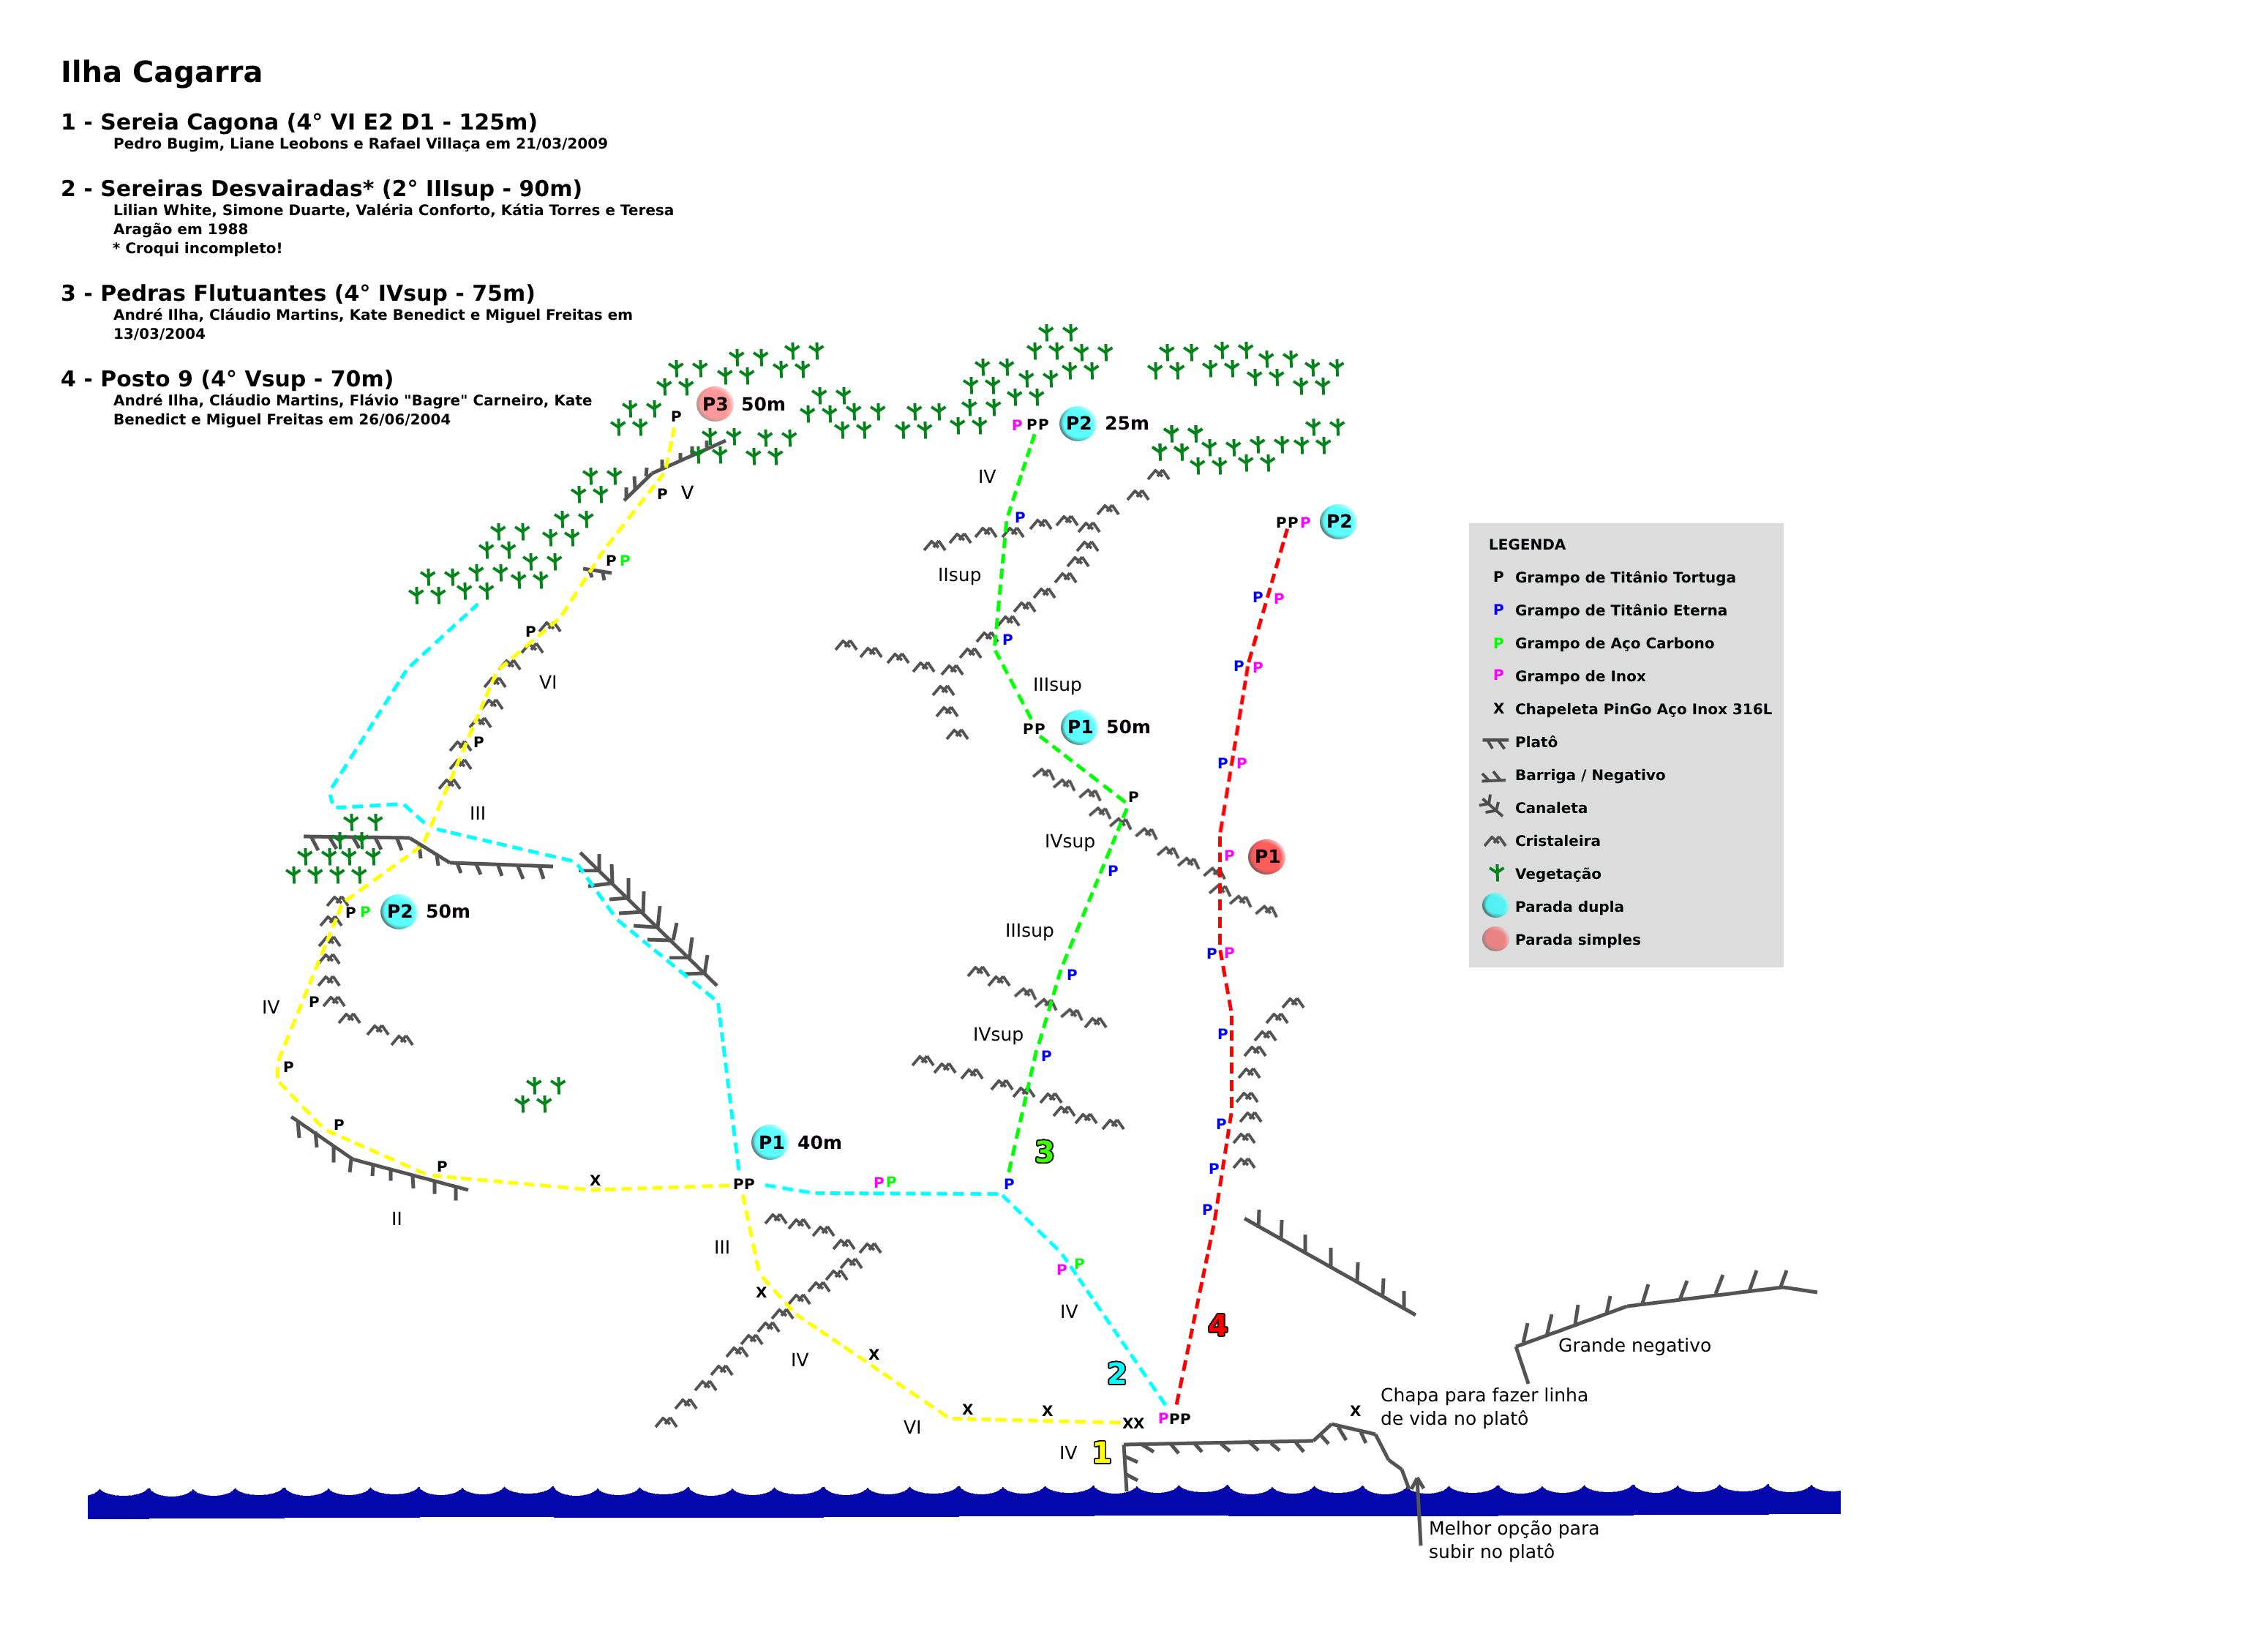 Ilha Cagarra
1 - Sereia Cagona (4° VI E2 D1 - 125m)
Pedro Bugim, Liane Leobons e Rafael Villaça em 21/03/2009
2 - Sereiras Desvairadas* (2° IIIsup - 90m)
Lilian White, Simone Duarte, Valéria Conforto, Kátia Torres e Teresa
Aragão em 1988
* Croqui incompleto!
3 - Pedras Flutuantes (4° IVsup - 75m)
André Ilha, Cláudio Martins, Kate Benedict e Miguel Freitas em
13/03/2004
4 - Posto 9 (4° Vsup - 70m)
André Ilha, Cláudio Martins, Flávio "Bagre" Carneiro, Kate
Benedict e Miguel Freitas em 26/06/2004
P P3 50m
P PP P2 25m
IV
P V
P
PPP P2
P P
IIsup
P P
P
P
P P
VI
IIIsup
P
PP P1 50m
P P
P
III
IVsup
P P1
P
P P P2 50m
IIIsup
P P
P
P
IV
IVsup
P
P
P
P
P
P1 40m
3
P
P
X
PP
P P
P
P
II
III
P P
X
IV
4
X
IV
2
X
X
VI
XX
PPP
IV
1
X
Chapa para fazer linha
de vida no platô
Grande negativo
Melhor opção para
subir no platô
LEGENDA
P Grampo de Titânio Tortuga
P Grampo de Titânio Eterna
P Grampo de Aço Carbono
P Grampo de Inox
X Chapeleta PinGo Aço Inox 316L
Platô
Barriga / Negativo
Canaleta
Cristaleira
Vegetação
Parada dupla
Parada simples